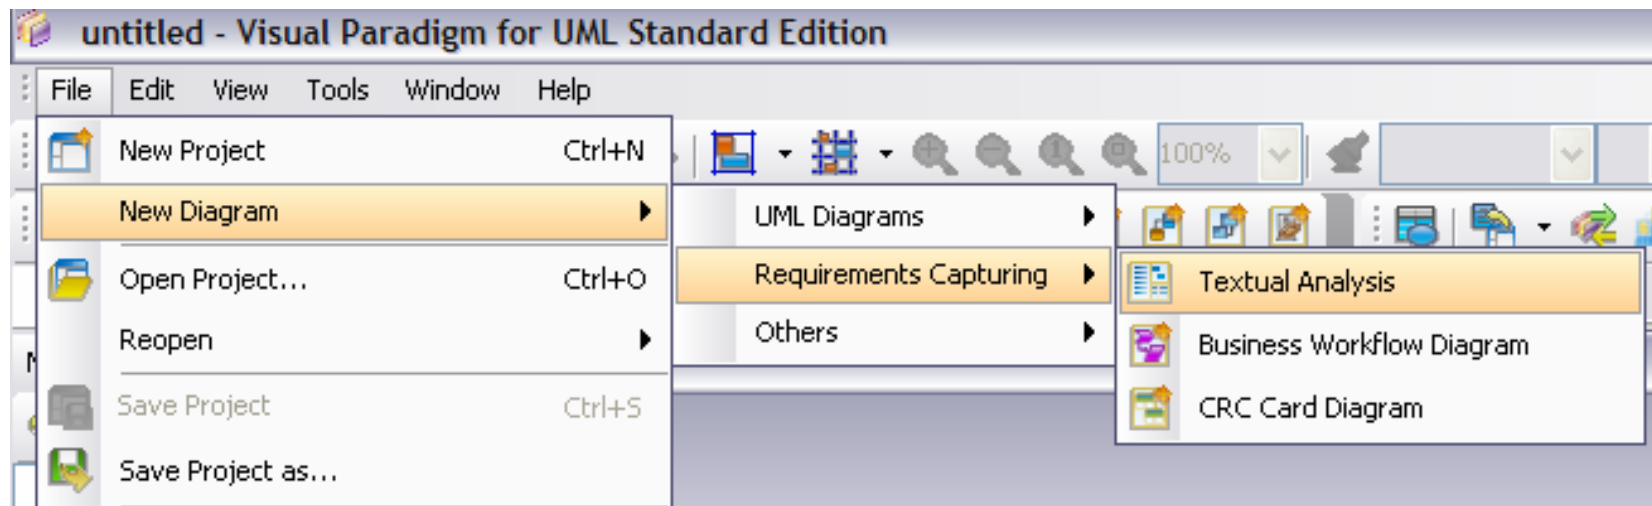 untitled - Visual Paradigm for UML Standard Edition
File Edit View Tools Window Help
New Project Ctrl+N
100%
New Diagram
UML Diagrams
Open Project... Ctrl+O
Requirements Capturing
Textual Analysis
Reopen
Others
Business Workflow Diagram
Save Project Ctrl+S
CRC Card Diagram
Save Project as...